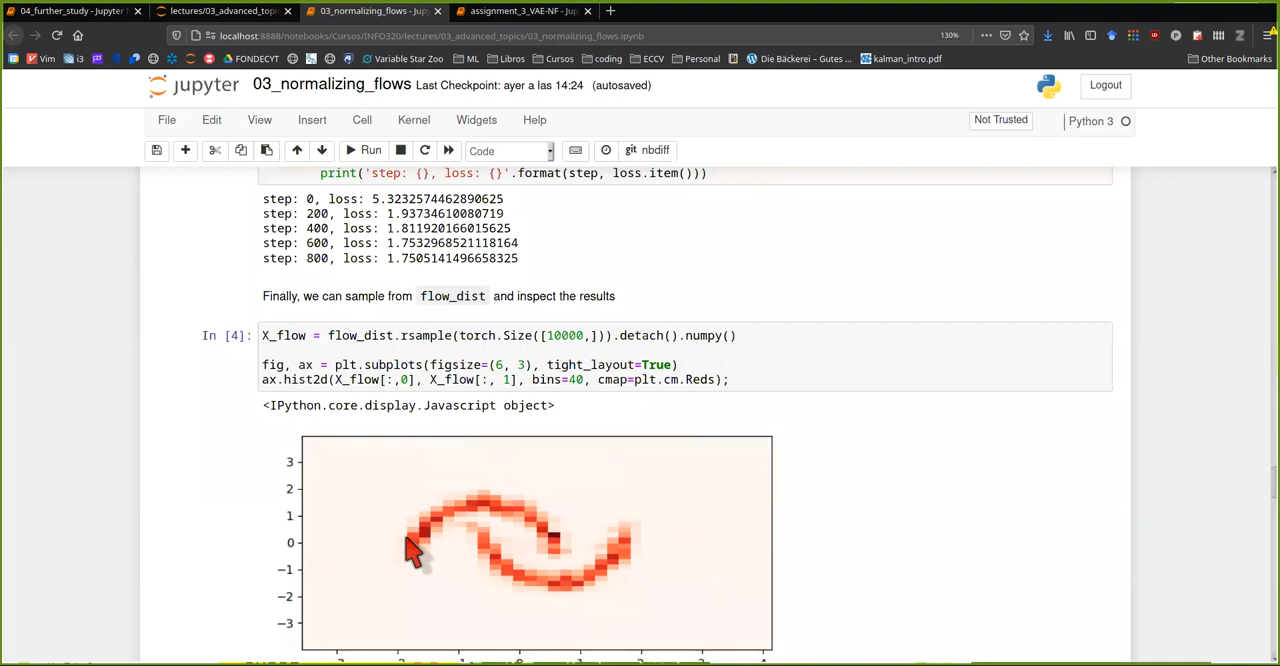 04_further_study - Jupyter N
lectures/03_advanced_topi
03_normalizing_flows - Jup
assignment_3_VAE-NF - Jup
localhost:8888/notebooks/Cursos/INFO320/lectures/03_advanced_topics/03_normalizing_flows.ipynb
130%
Vim
i3
FONDECYT
Variable Star Zoo
ML
Libros
Cursos
coding
ECCV
Personal
Die Bäckerei – Gutes ...
kalman_intro.pdf
Other Bookmarks
jupyter
03_normalizing_flows
Last Checkpoint: ayer a las 14:24 (autosaved)
Logout
File Edit View Insert Cell Kernel Widgets Help
Not Trusted
Python 3
Run
Code
git nbdiff
print('step: {}, loss: {}'.format(step, loss.item()))
step: 0, loss: 5.3232574462890625
step: 200, loss: 1.93734610080719
step: 400, loss: 1.811920166015625
step: 600, loss: 1.7532968521118164
step: 800, loss: 1.7505141496658325
Finally, we can sample from flow_dist and inspect the results
In [4]:
X_flow = flow_dist.rsample(torch.Size([10000,])).detach().numpy()
fig, ax = plt.subplots(figsize=(6, 3), tight_layout=True)
ax.hist2d(X_flow[:,0], X_flow[:, 1], bins=40, cmap=plt.cm.Reds);
<IPython.core.display.Javascript object>
3
2
1
0
−1
−2
−3